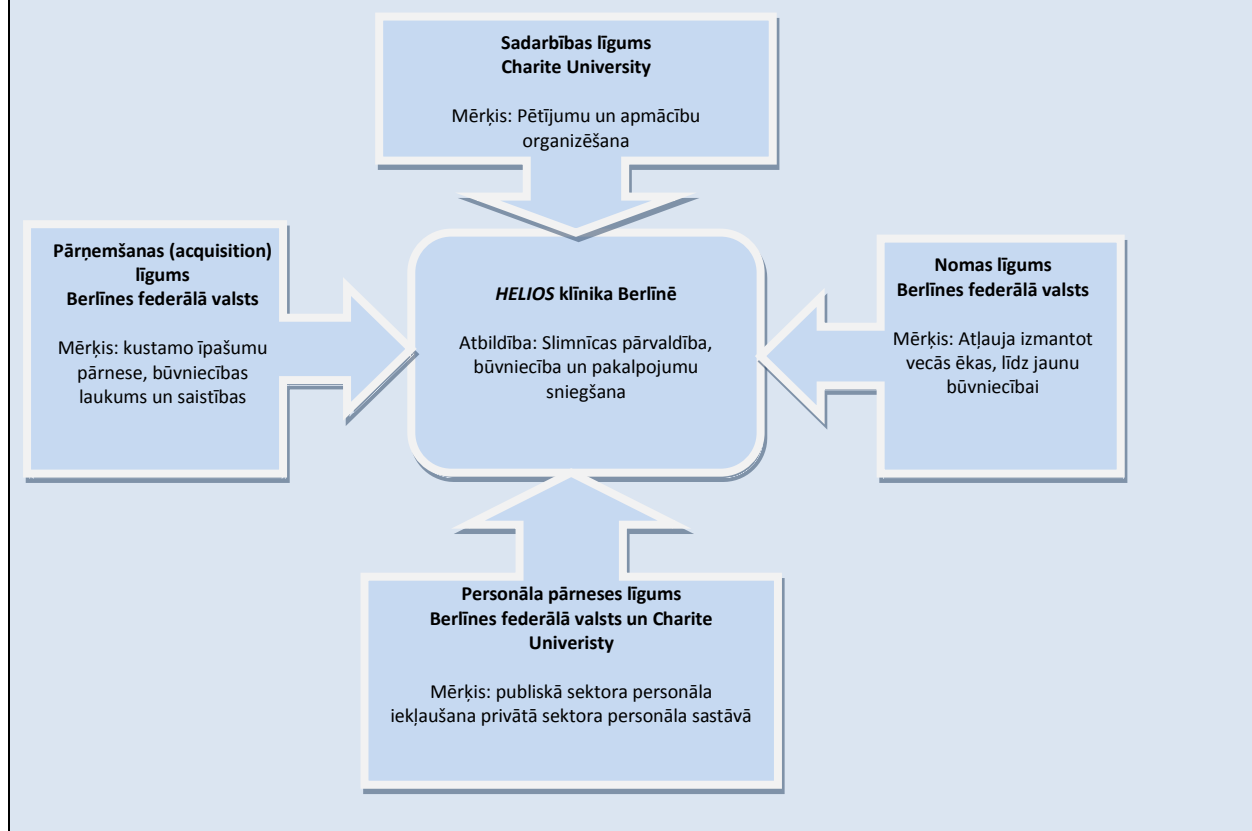 Sadarbības līgums
Charite University
Mērķis: Pētījumu un apmācību
organizēšana
Pārņemšanas (acquisition)
līgums
Berlīnes federālā valsts
Mērķis: kustamo īpašumu
pārnese, būvniecības
laukums un saistības
HELIOS klīnika Berlīnē
Atbildība: Slimnīcas pārvaldība,
būvniecība un pakalpojumu
sniegšana
Nomas līgums
Berlīnes federālā valsts
Mērķis: Atļauja izmantot
vecās ēkas, līdz jaunu
būvniecībai
Personāla pārneses līgums
Berlīnes federālā valsts un Charite
Univeristy
Mērķis: publiskā sektora personāla
iekļaušana privātā sektora personāla sastāvā